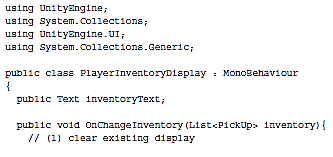 using UnityEngine;
using System.Collections;
using UnityEngine.UI;
using System.Collections.Generic;
public class PlayerInventoryDisplay : MonoBehaviour
{
public Text inventoryText;
public void OnChangeInventory(List<PickUp> inventory){
// (1) clear existing display